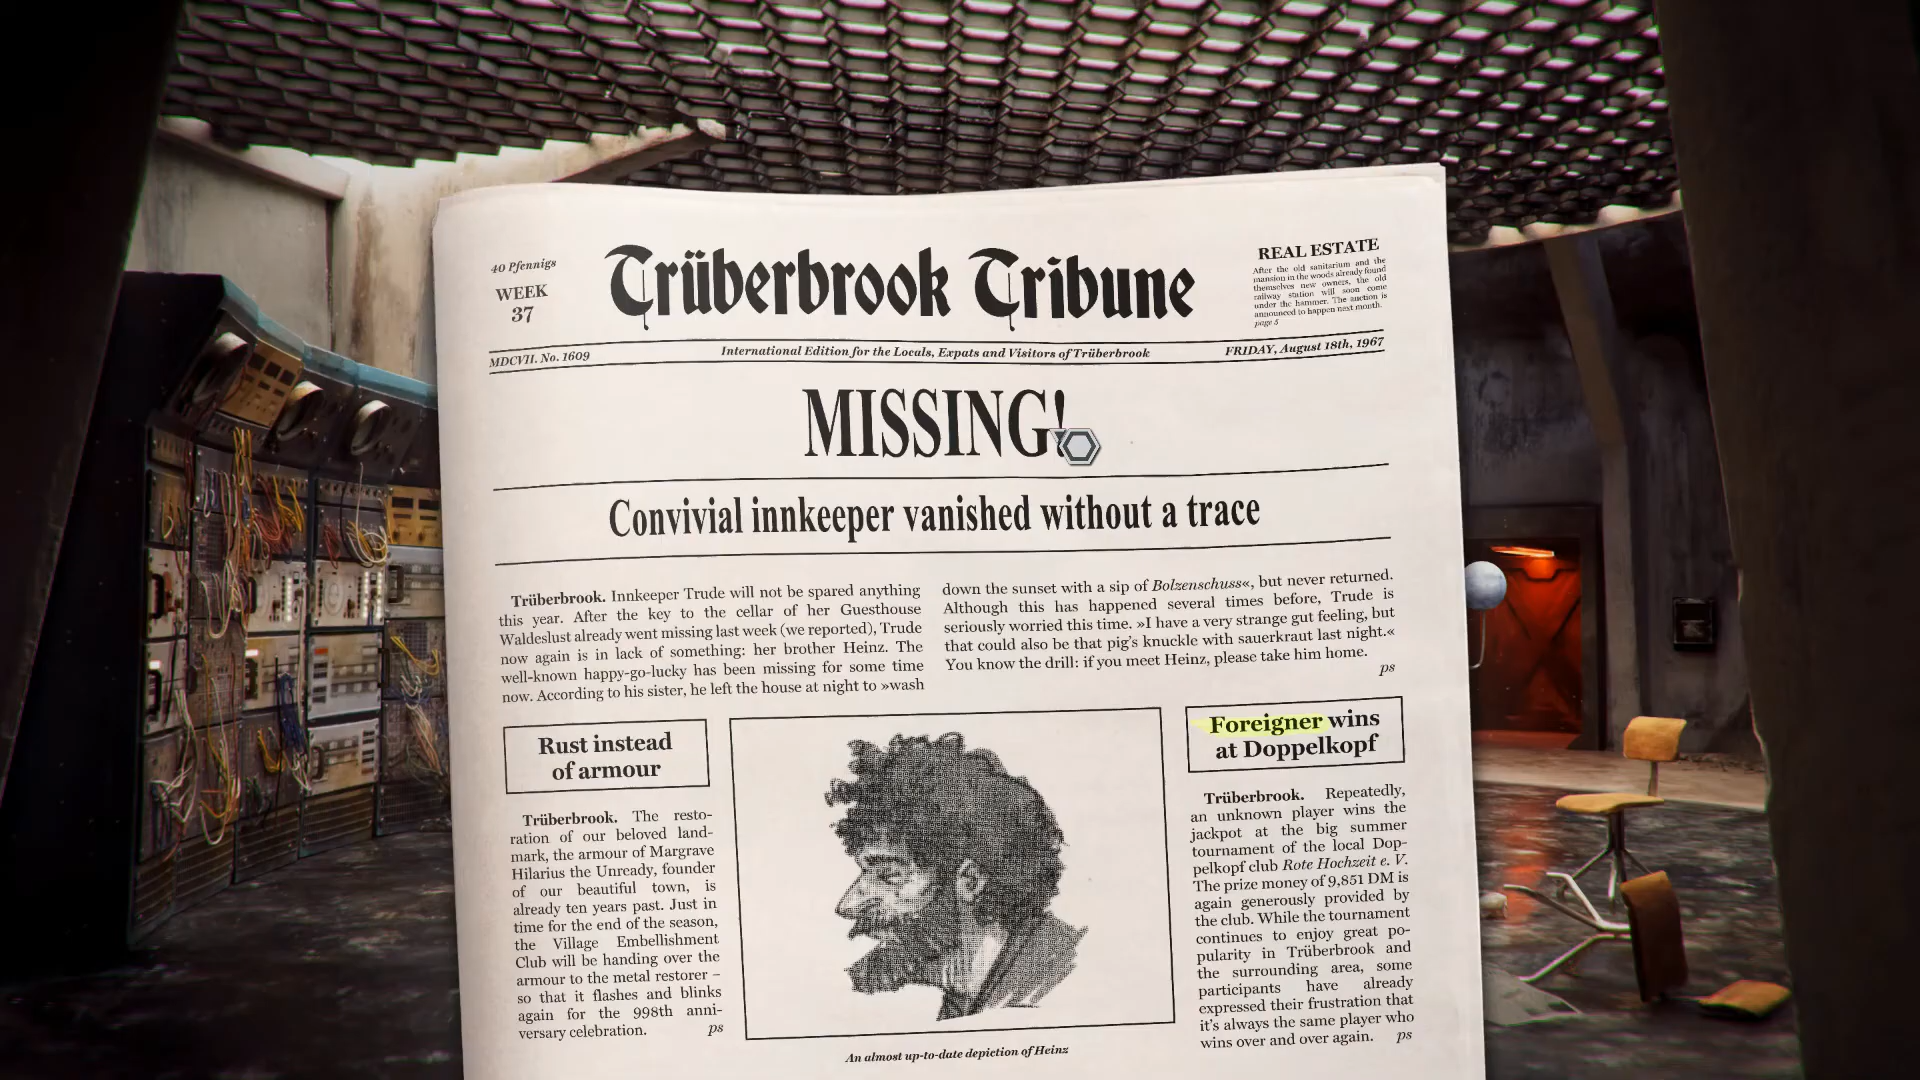 40 Pfennigs
WEEK
37
Trüberbrook Tribune
REAL ESTATE
After the old sanitarium and the
mansion in the woods already found
themselves new owners, the old
railway station will soon come
under the hammer. The auction is
announced to happen next month.
page 5
MDCVII. No. 1609
International Edition for the Locals, Expats and Visitors of Trüberbrook
FRIDAY, August 18th, 1967
MISSING!
Convivial innkeeper vanished without a trace
Trüberbrook. Innkeeper Trude will not be spared anything
this year. After the key to the cellar of her Guesthouse
Waldeslust already went missing last week (we reported), Trude
now again is in lack of something: her brother Heinz. The
well-known happy-go-lucky has been missing for some time
now. According to his sister, he left the house at night to »wash
down the sunset with a sip of Bolzenschuss«, but never returned.
Although this has happened several times before, Trude is
seriously worried this time. »I have a very strange gut feeling, but
that could also be that pig's knuckle with sauerkraut last night.«
You know the drill: if you meet Heinz, please take him home.
ps
Rust instead
of armour
Trüberbrook. The resto-
ration of our beloved land-
mark, the armour of Margrave
Hilarius the Unready, founder
of our beautiful town, is
already ten years past. Just in
time for the end of the season,
the Village Embellishment
Club will be handing over the
armour to the metal restorer –
so that it flashes and blinks
again for the 998th anni-
versary celebration. ps
An almost up-to-date depiction of Heinz
Foreigner wins
at Doppelkopf
Trüberbrook. Repeatedly,
an unknown player wins the
jackpot at the big summer
tournament of the local Dop-
pelkopf club Rote Hochzeit e. V.
The prize money of 9,851 DM is
again generously provided by
the club. While the tournament
continues to enjoy great po-
pularity in Trüberbrook and
the surrounding area, some
participants have already
expressed their frustration that
it's always the same player who
wins over and over again. ps